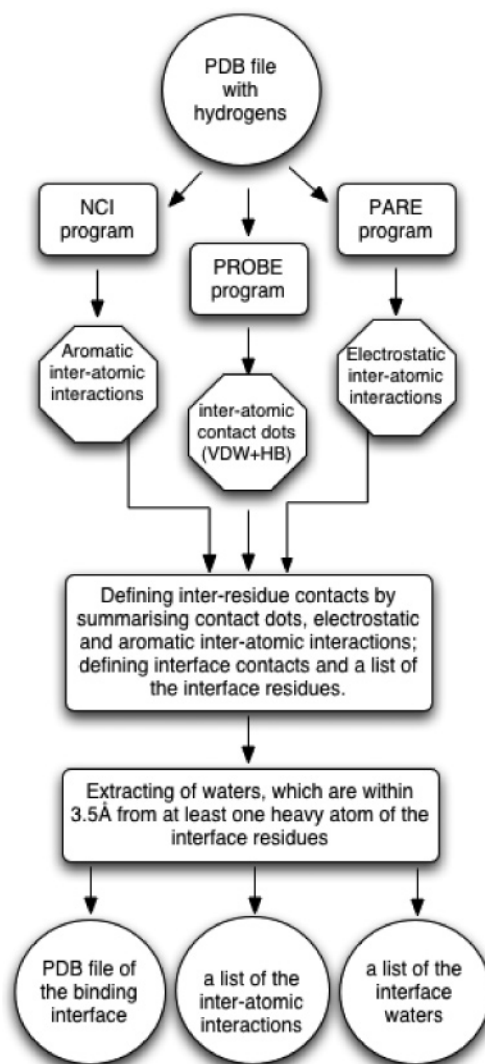 PDB file
with
hydrogens
NCI
program
PROBE
program
PARE
program
Aromatic
inter-atomic
interactions
inter-atomic
contact dots
(VDW+HB)
Electrostatic
inter-atomic
interactions
Defining inter-residue contacts by
summarising contact dots, electrostatic
and aromatic inter-atomic interactions;
defining interface contacts and a list of
the interface residues.
Extracting of waters, which are within
3.5Å from at least one heavy atom of the
interface residues
PDB file of
the binding
interface
a list of the
inter-atomic
interactions
a list of the
interface
waters